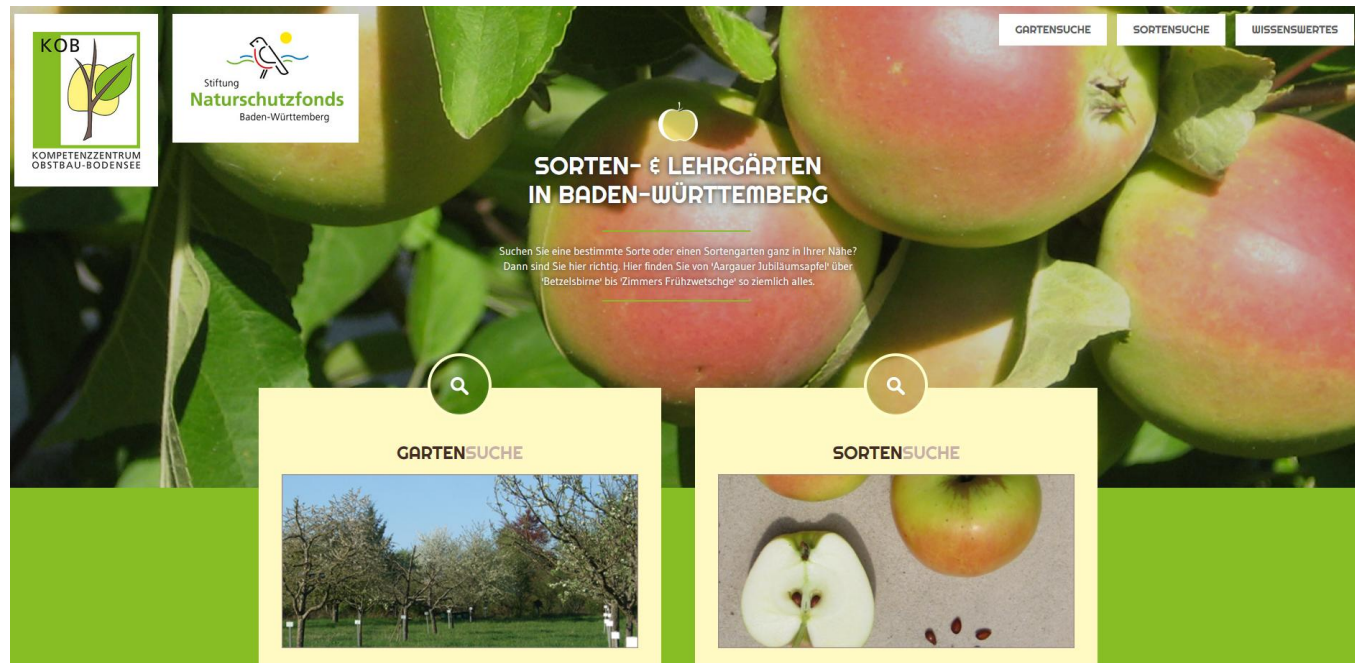 KOB
KOMPETENZZENTRUM
OBSTBAU-BODENSEE
Stiftung
Naturschutzfonds
Baden-Württemberg
GARTENSUCHE
SORTENSUCHE
WISSENSWERTES
SORTEN- & LEHRGÄRTEN
IN BADEN-WÜRTTEMBERG
Suchen Sie eine bestimmte Sorte oder einen Sortengarten ganz in Ihrer Nähe?
Dann sind Sie hier richtig. Hier finden Sie von 'Aargauer Jubiläumsapfel' über
'Betzelsbirne' bis 'Zimmers Frühzwetschge' so ziemlich alles.
GARTENSUCHE
SORTENSUCHE